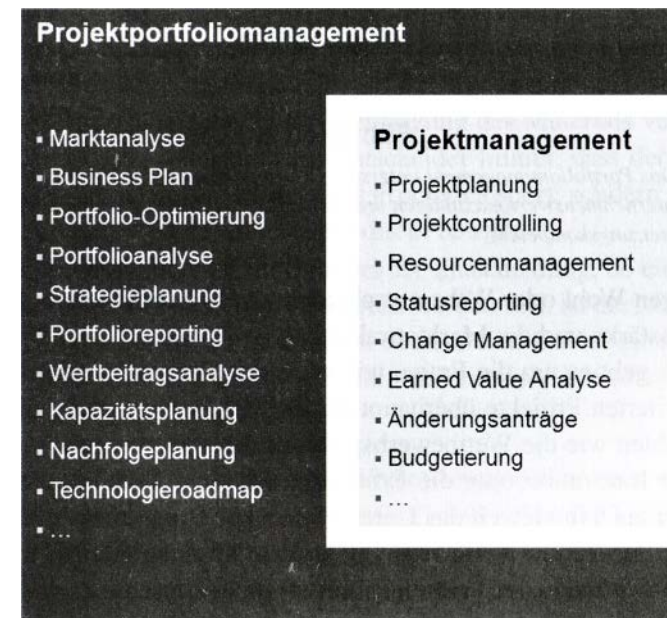 Projektportfoliomanagement
▪ Marktanalyse
▪ Business Plan
▪ Portfolio-Optimierung
▪ Portfolioanalyse
▪ Strategieplanung
▪ Portfolioreporting
▪ Wertbeitragsanalyse
▪ Kapazitätsplanung
▪ Nachfolgeplanung
▪ Technologieroadmap
▪ ...
Projektmanagement
▪ Projektplanung
▪ Projektcontrolling
▪ Resourcenmanagement
▪ Statusreporting
▪ Change Management
▪ Earned Value Analyse
▪ Änderungsanträge
▪ Budgetierung
▪ ...